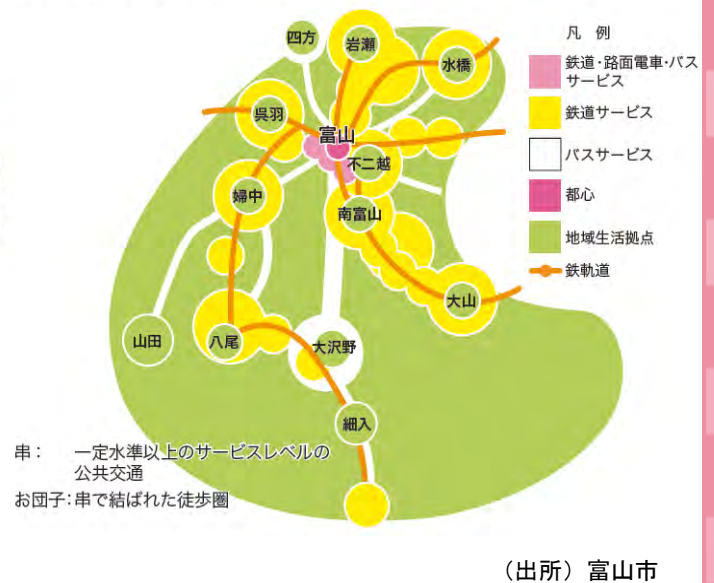 四方
岩瀬
水橋
呉羽
富山
不二越
婦中
南富山
大山
山田
八尾
大沢野
細入
凡 例
鉄道・路面電車・バス
サービス
鉄道サービス
バスサービス
都心
地域生活拠点
鉄軌道
串： 一定水準以上のサービスレベルの
公共交通
お団子：串で結ばれた徒歩圏
（出所）富山市